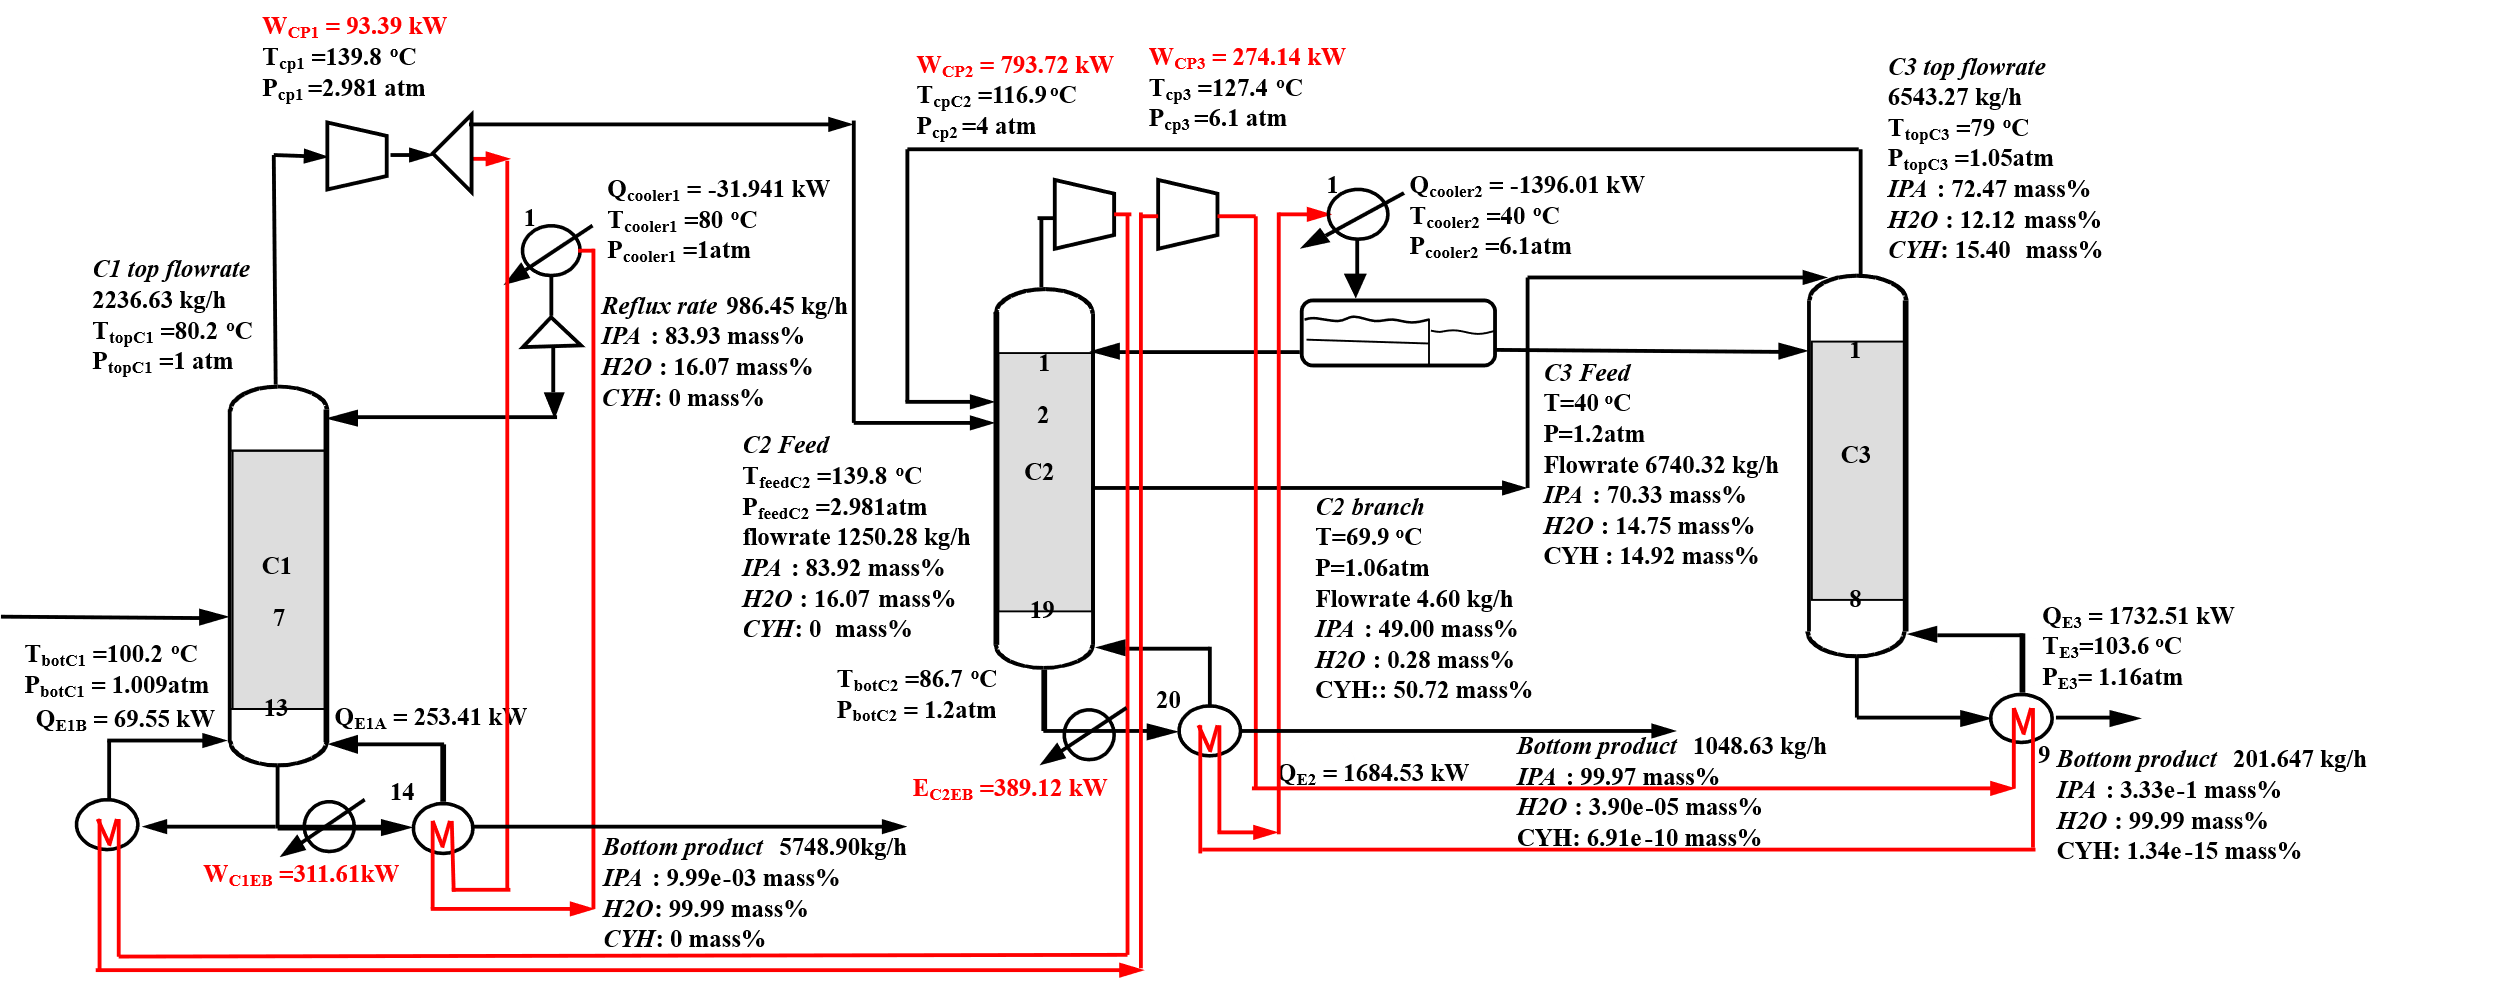 W_CP1 = 93.39 kW
T_cp1 =139.8 °C
P_cp1 =2.981 atm
W_CP2 = 793.72 kW
T_cpC2 =116.9 °C
P_cp2 =4 atm
W_CP3 = 274.14 kW
T_cp3 =127.4 °C
P_cp3 =6.1 atm
C3 top flowrate
6543.27 kg/h
T_topC3 =79 °C
P_topC3 =1.05atm
IPA : 72.47 mass%
H2O : 12.12 mass%
CYH: 15.40 mass%
1
Q_cooler1 = -31.941 kW
T_cooler1 =80 °C
P_cooler1 =1atm
1
Q_cooler2 = -1396.01 kW
T_cooler2 =40 °C
P_cooler2 =6.1atm
C1 top flowrate
2236.63 kg/h
T_topC1 =80.2 °C
P_topC1 =1 atm
Reflux rate 986.45 kg/h
IPA : 83.93 mass%
H2O : 16.07 mass%
CYH: 0 mass%
C2 Feed
T_feedC2 =139.8 °C
P_feedC2 =2.981atm
flowrate 1250.28 kg/h
IPA : 83.92 mass%
H2O : 16.07 mass%
CYH: 0 mass%
1
2
C2
19
C3 Feed
T=40 °C
P=1.2atm
Flowrate 6740.32 kg/h
IPA : 70.33 mass%
H2O : 14.75 mass%
CYH : 14.92 mass%
1
C3
8
C2 branch
T=69.9 °C
P=1.06atm
Flowrate 4.60 kg/h
IPA : 49.00 mass%
H2O : 0.28 mass%
CYH:: 50.72 mass%
C1
7
13
T_botC1 =100.2 °C
P_botC1 = 1.009atm
Q_E1B = 69.55 kW
Q_E1A = 253.41 kW
14
W_C1EB =311.61kW
Bottom product 5748.90kg/h
IPA : 9.99e-03 mass%
H2O: 99.99 mass%
CYH: 0 mass%
T_botC2 =86.7 °C
P_botC2 = 1.2atm
20
E_C2EB =389.12 kW
Q_E2 = 1684.53 kW
Bottom product 1048.63 kg/h
IPA : 99.97 mass%
H2O : 3.90e-05 mass%
CYH: 6.91e-10 mass%
Q_E3 = 1732.51 kW
T_E3=103.6 °C
P_E3= 1.16atm
9
Bottom product 201.647 kg/h
IPA : 3.33e-1 mass%
H2O : 99.99 mass%
CYH: 1.34e-15 mass%